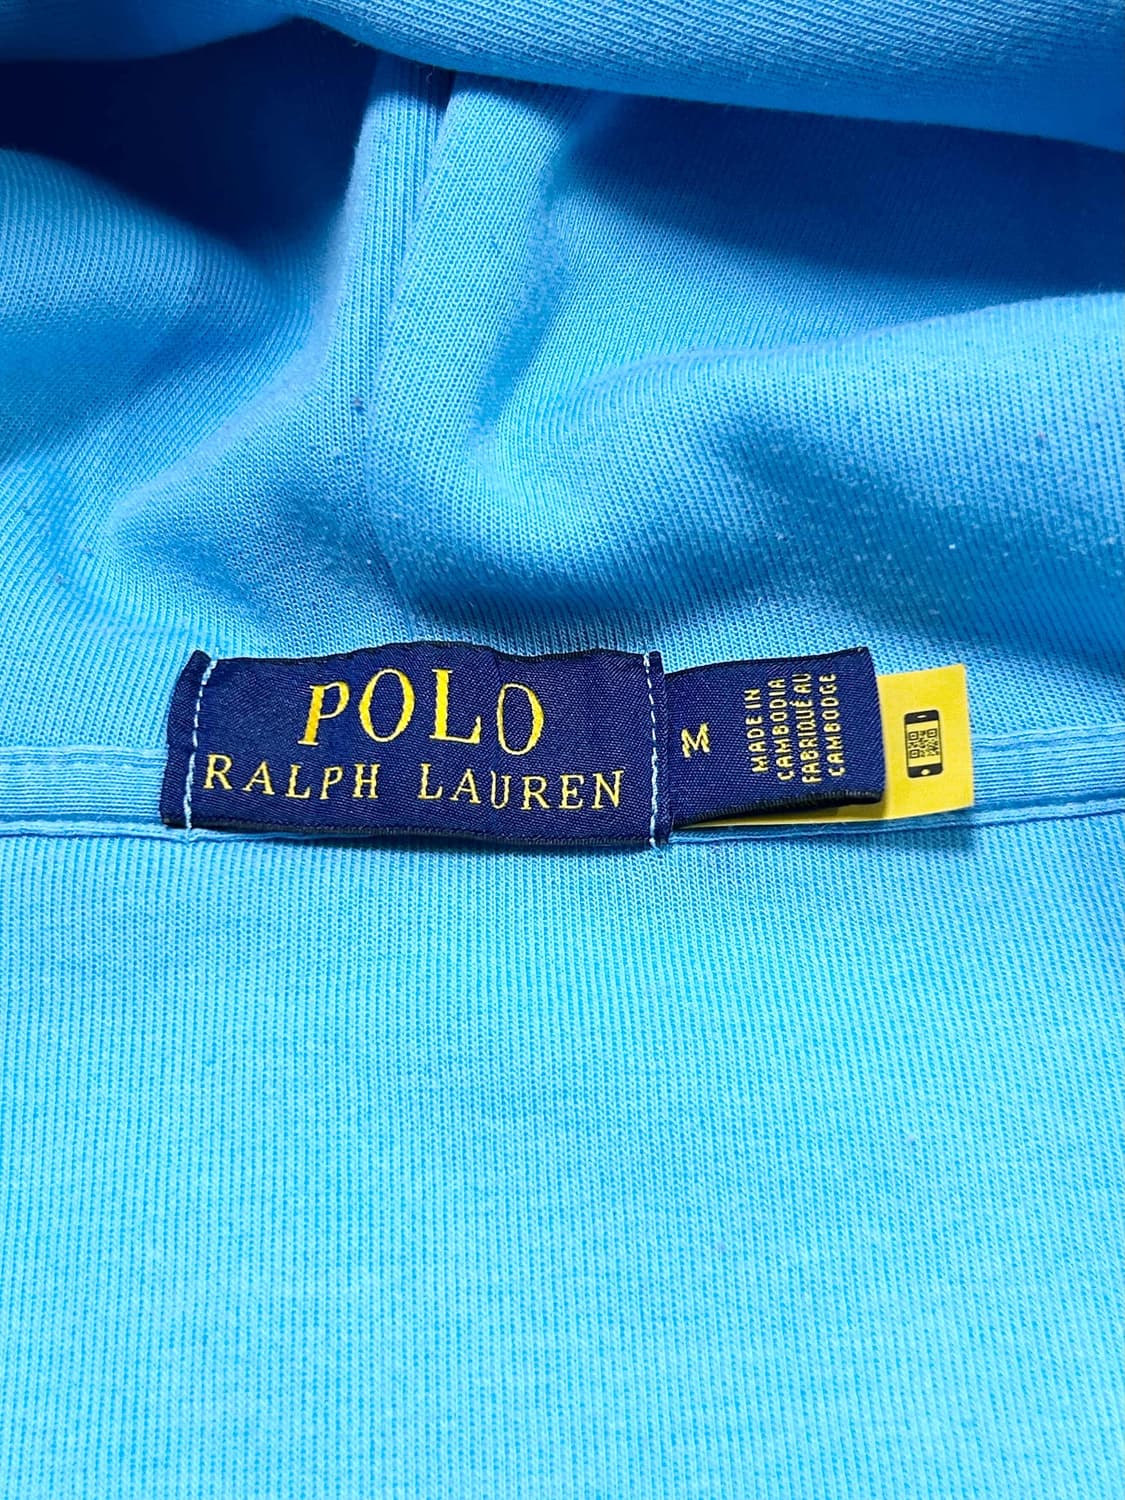 POLO
RALPH LAUREN
M
MADE IN
CAMBODIA
FABRIQUÉ AU
CAMBODGE